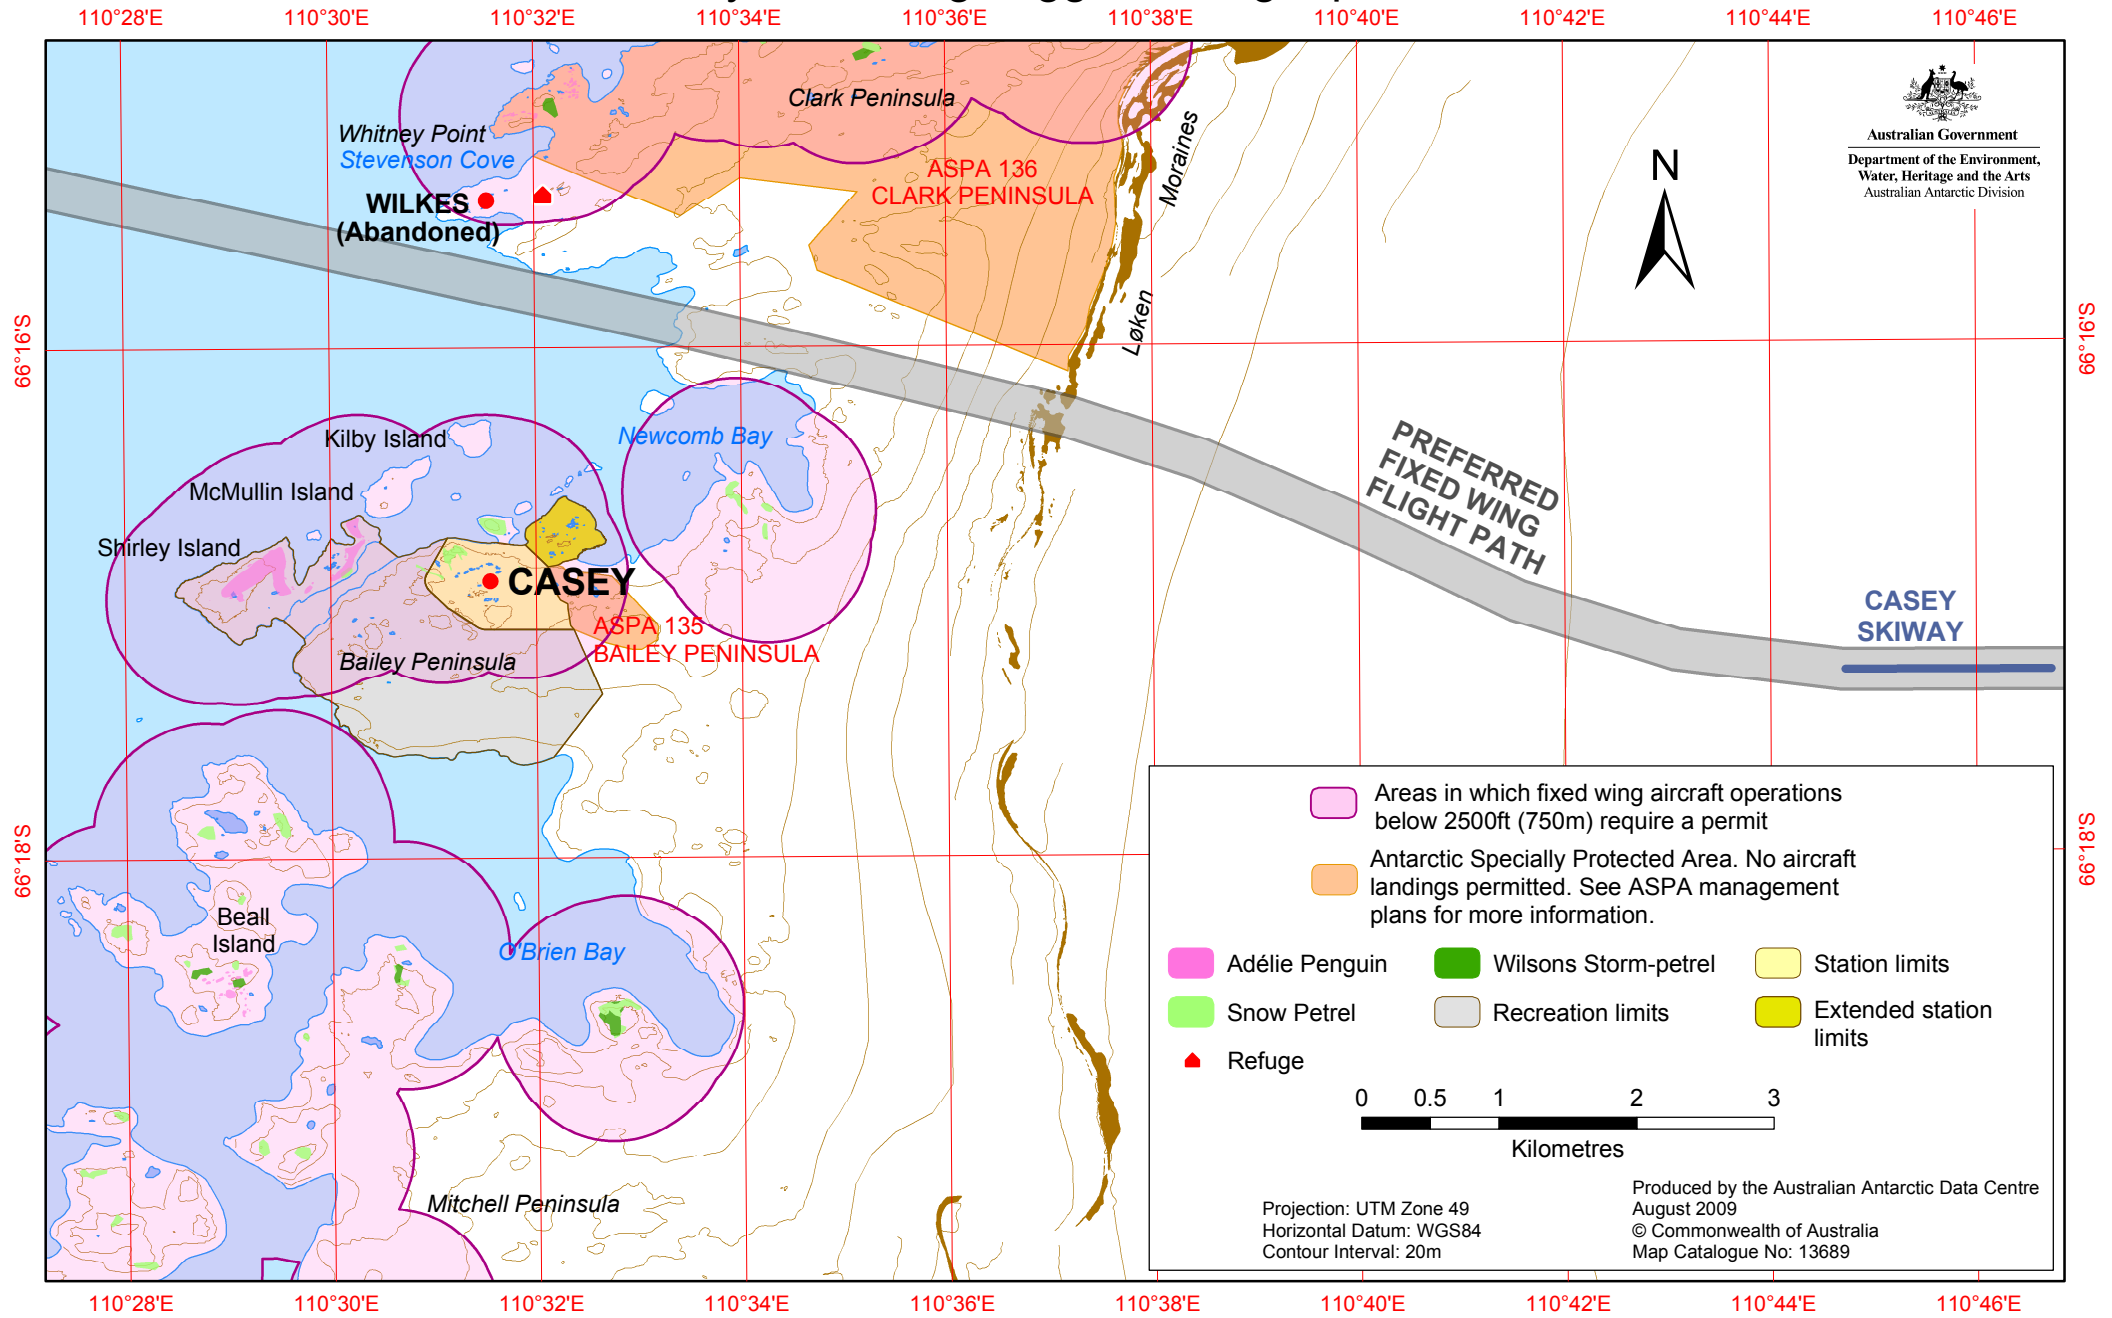 110°28'E 110°30'E 110°32'E 110°34'E 110°36'E 110°38'E 110°40'E 110°42'E 110°44'E 110°46'E
Clark Peninsula
Whitney Point
Stevenson Cove
WILKES
(Abandoned)
ASPA 136
CLARK PENINSULA
Løken Moraines
N
Australian Government
Department of the Environment,
Water, Heritage and the Arts
Australian Antarctic Division
66°16'S
66°16'S
Kilby Island
Newcomb Bay
McMullin Island
Shirley Island
CASEY
ASPA 135
BAILEY PENINSULA
Bailey Peninsula
PREFERRED
FIXED WING
FLIGHT PATH
CASEY
SKIWAY
66°18'S
66°18'S
Beall
Island
O'Brien Bay
Mitchell Peninsula
Areas in which fixed wing aircraft operations
below 2500ft (750m) require a permit
Antarctic Specially Protected Area. No aircraft
landings permitted. See ASPA management
plans for more information.
Adélie Penguin
Wilsons Storm-petrel
Station limits
Snow Petrel
Recreation limits
Extended station
limits
Refuge
0 0.5 1 2 3
Kilometres
Projection: UTM Zone 49
Horizontal Datum: WGS84
Contour Interval: 20m
Produced by the Australian Antarctic Data Centre
August 2009
© Commonwealth of Australia
Map Catalogue No: 13689
110°28'E 110°30'E 110°32'E 110°34'E 110°36'E 110°38'E 110°40'E 110°42'E 110°44'E 110°46'E